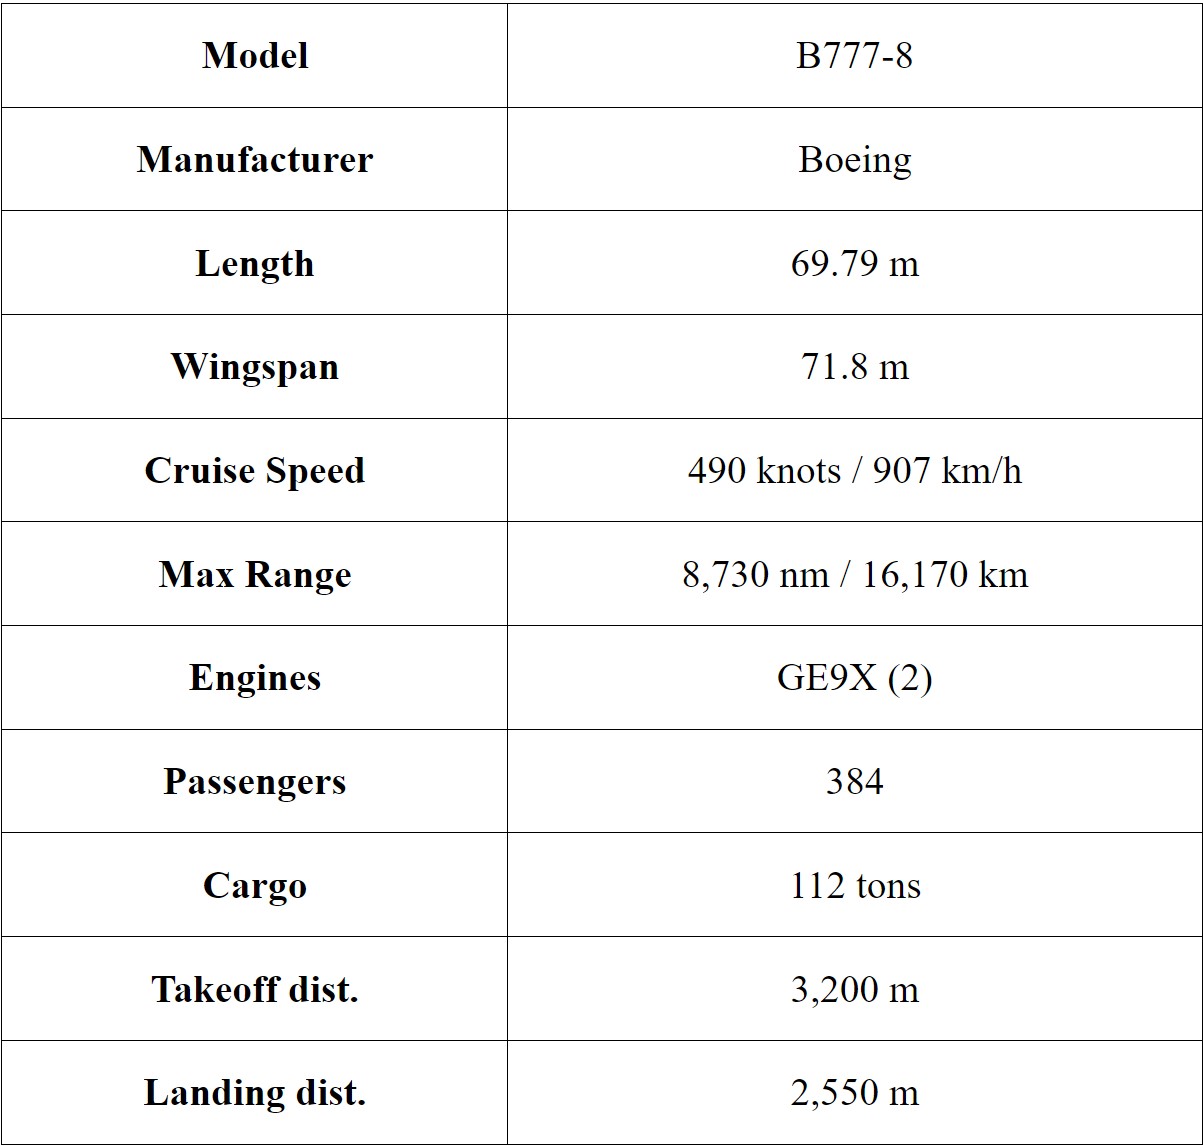 Model B777-8
Manufacturer Boeing
Length 69.79 m
Wingspan 71.8 m
Cruise Speed 490 knots / 907 km/h
Max Range 8,730 nm / 16,170 km
Engines GE9X (2)
Passengers 384
Cargo 112 tons
Takeoff dist. 3,200 m
Landing dist. 2,550 m